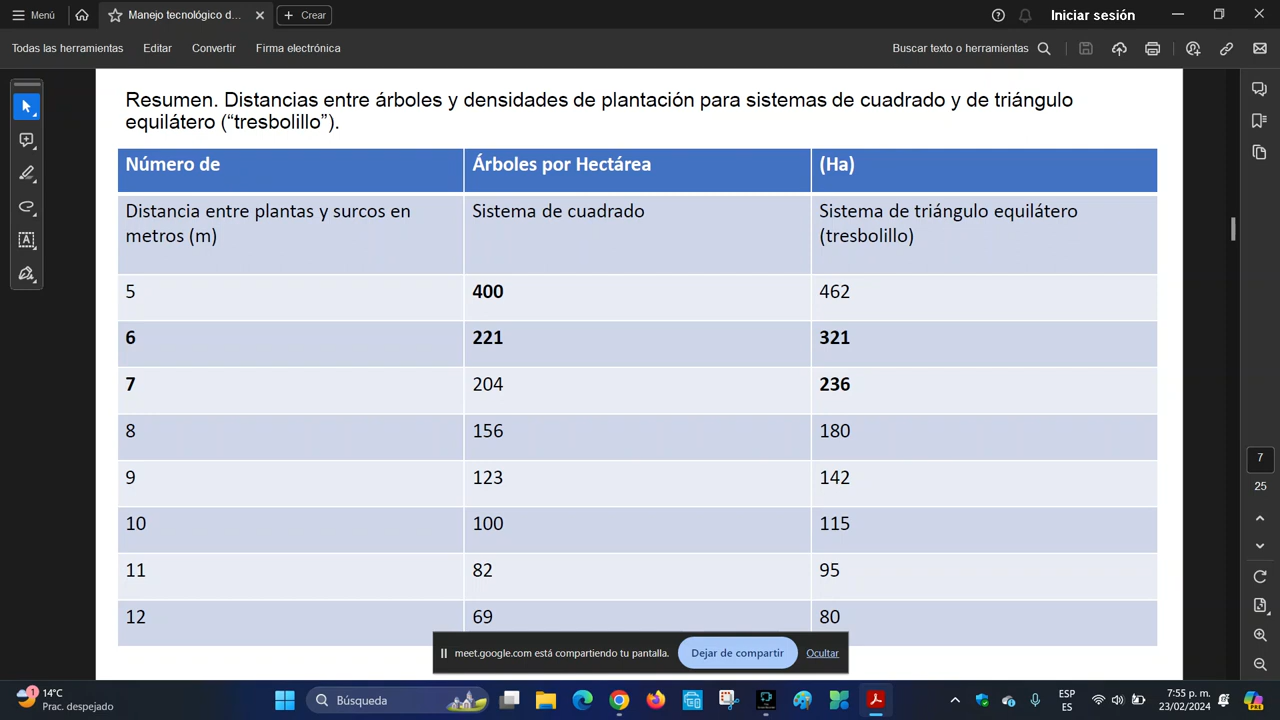 Menú
Manejo tecnológico d...
Crear
Iniciar sesión
Todas las herramientas
Editar
Convertir
Firma electrónica
Buscar texto o herramientas
Resumen. Distancias entre árboles y densidades de plantación para sistemas de cuadrado y de triángulo
equilátero (“tresbolillo”).
Número de Árboles por Hectárea (Ha)
Distancia entre plantas y surcos en
metros (m)
Sistema de cuadrado
Sistema de triángulo equilátero
(tresbolillo)
5 400 462
6 221 321
7 204 236
8 156 180
9 123 142
10 100 115
11 82 95
12 69 80
7
25
meet.google.com está compartiendo tu pantalla.
Dejar de compartir
Ocultar
1
14°C
Prac. despejado
Búsqueda
ESP
ES
7:55 p. m.
23/02/2024
PRE